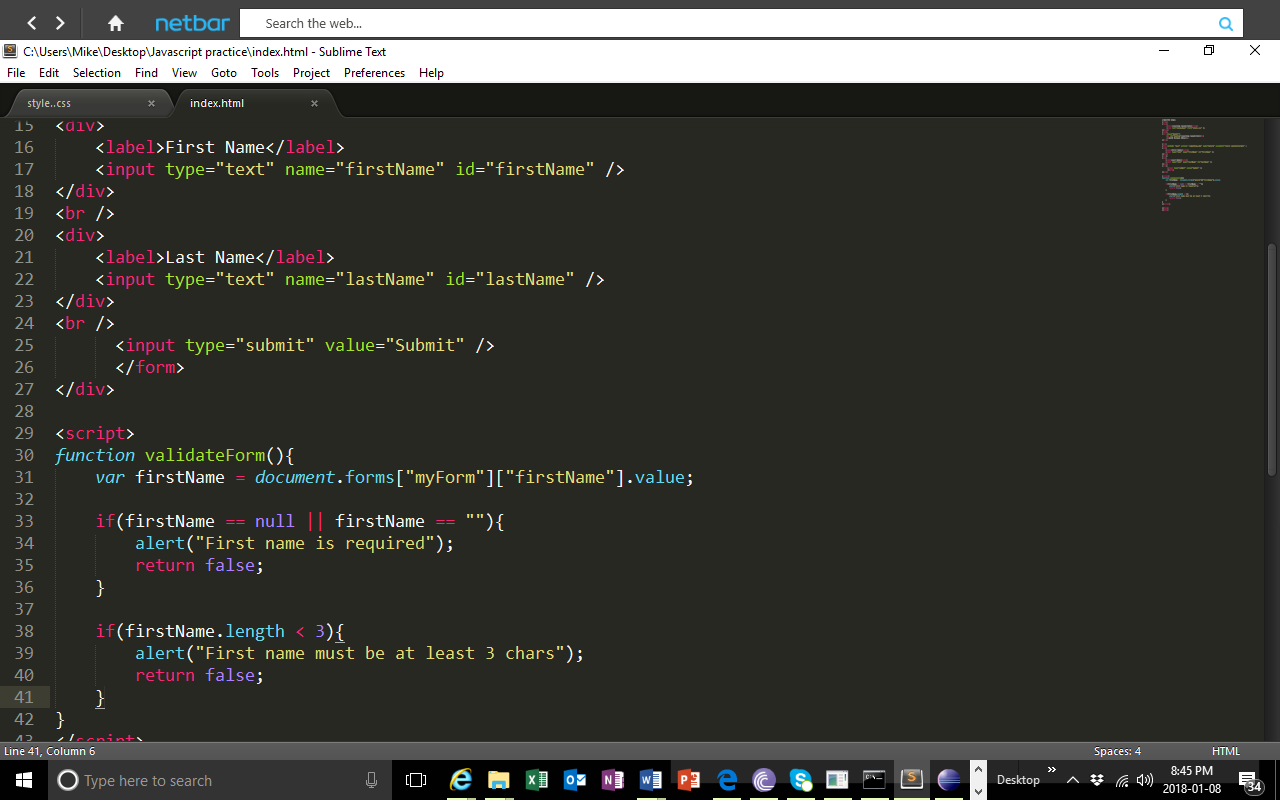 netbar Search the web...
C:\Users\Mike\Desktop\Javascript practice\index.html - Sublime Text
File Edit Selection Find View Goto Tools Project Preferences Help
style..css × index.html ×
15 <div>
16     <label>First Name</label>
17     <input type="text" name="firstName" id="firstName" />
18 </div>
19 <br />
20 <div>
21     <label>Last Name</label>
22     <input type="text" name="lastName" id="lastName" />
23 </div>
24 <br />
25       <input type="submit" value="Submit" />
26       </form>
27 </div>
28
29 <script>
30 function validateForm(){
31     var firstName = document.forms["myForm"]["firstName"].value;
32
33     if(firstName == null || firstName == ""){
34         alert("First name is required");
35         return false;
36     }
37
38     if(firstName.length < 3){
39         alert("First name must be at least 3 chars");
40         return false;
41     }
42 }
43 </script>
Line 41, Column 6 Spaces: 4 HTML
Type here to search Desktop 8:45 PM
2018-01-08 34